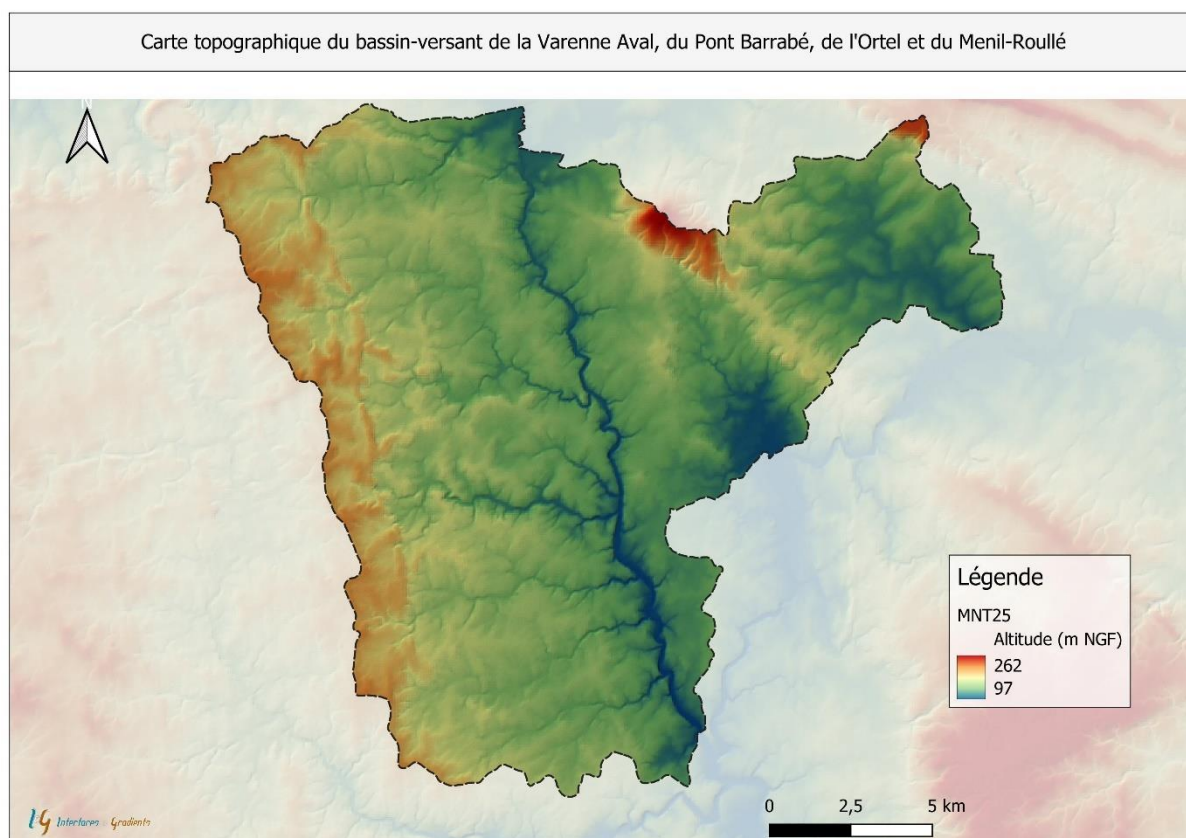 Carte topographique du bassin-versant de la Varenne Aval, du Pont Barrabé, de l'Ortel et du Menil-Roullé
Légende
MNT25
Altitude (m NGF)
262
97
0 2,5 5 km
Interfaces & Gradients